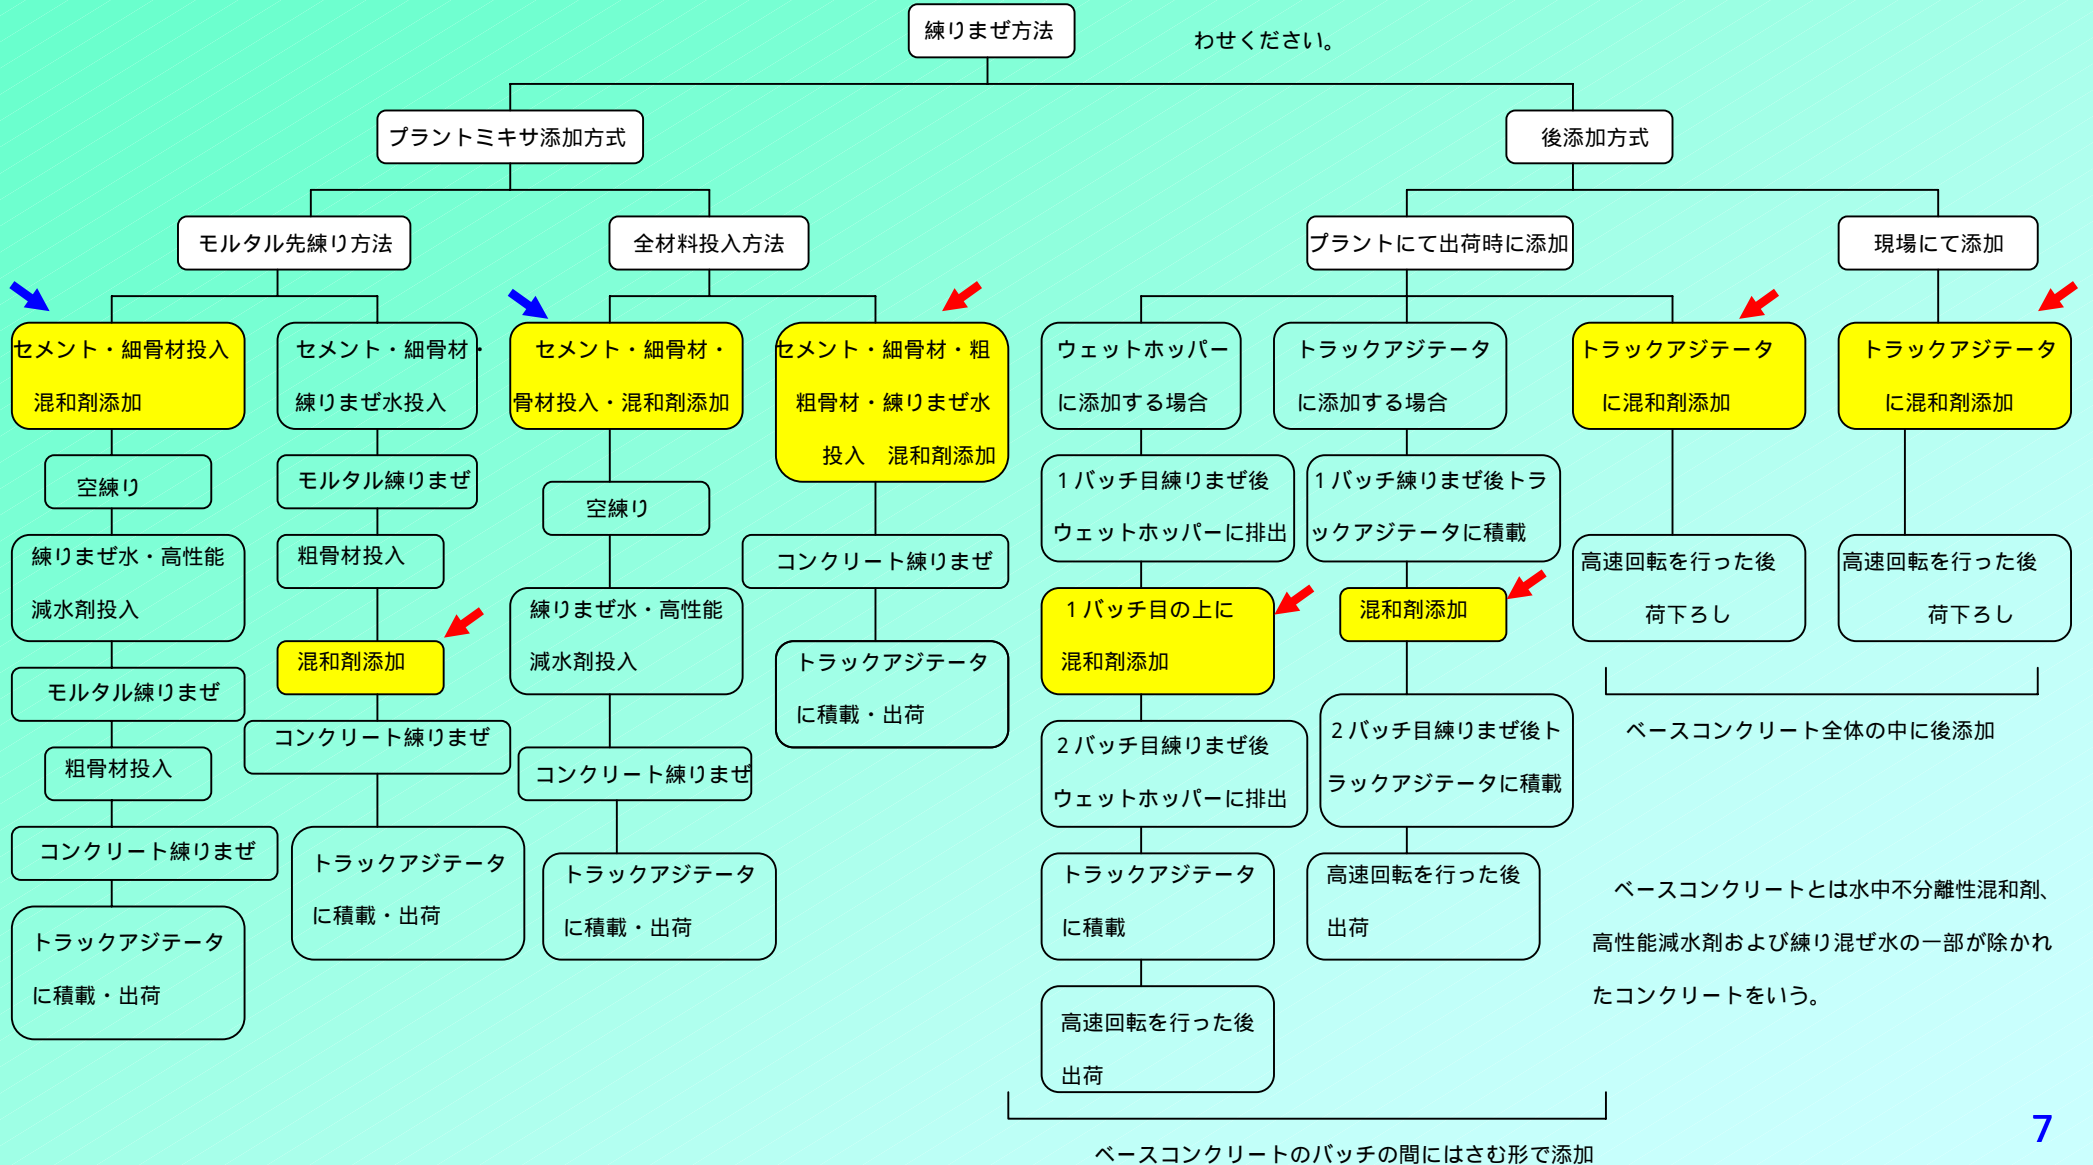 練りまぜ方法
わせください。
プラントミキサ添加方式
後添加方式
モルタル先練り方法
全材料投入方法
プラントにて出荷時に添加
現場にて添加
セメント・細骨材投入
混和剤添加
空練り
練りまぜ水・高性能
減水剤投入
モルタル練りまぜ
粗骨材投入
コンクリート練りまぜ
トラックアジテータ
に積載・出荷
セメント・細骨材・
練りまぜ水投入
モルタル練りまぜ
粗骨材投入
混和剤添加
コンクリート練りまぜ
トラックアジテータ
に積載・出荷
セメント・細骨材・
骨材投入・混和剤添加
空練り
練りまぜ水・高性能
減水剤投入
コンクリート練りまぜ
トラックアジテータ
に積載・出荷
セメント・細骨材・粗
粗骨材・練りまぜ水
投入　混和剤添加
コンクリート練りまぜ
トラックアジテータ
に積載・出荷
ウェットホッパー
に添加する場合
1バッチ目練りまぜ後
ウェットホッパーに排出
1バッチ目の上に
混和剤添加
2バッチ目練りまぜ後
ウェットホッパーに排出
トラックアジテータ
に積載
高速回転を行った後
出荷
トラックアジテータ
に添加する場合
1バッチ練りまぜ後トラ
ックアジテータに積載
混和剤添加
2バッチ目練りまぜ後ト
ラックアジテータに積載
高速回転を行った後
出荷
トラックアジテータ
に混和剤添加
高速回転を行った後
荷下ろし
トラックアジテータ
に混和剤添加
高速回転を行った後
荷下ろし
ベースコンクリート全体の中に後添加
ベースコンクリートとは水中不分離性混和剤、
高性能減水剤および練り混ぜ水の一部が除かれ
たコンクリートをいう。
ベースコンクリートのバッチの間にはさむ形で添加
7